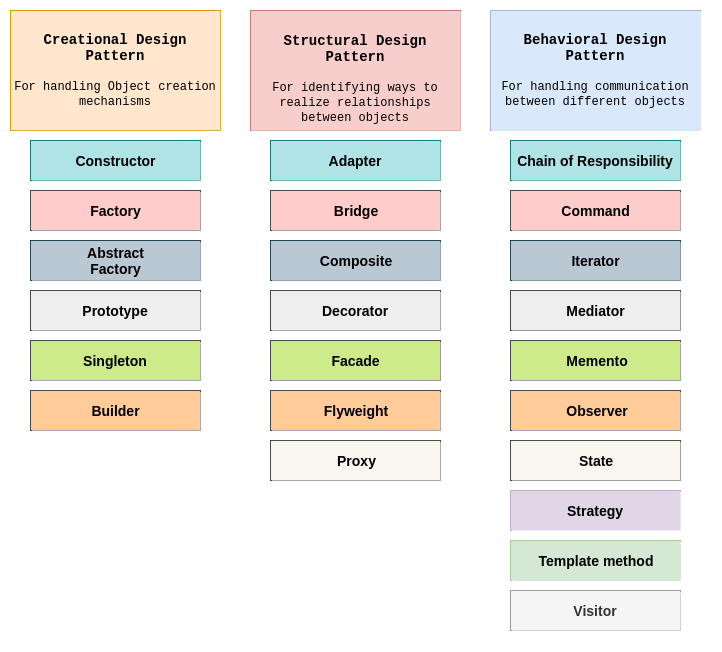 Creational Design
Pattern
For handling Object creation
mechanisms
Constructor
Factory
Abstract
Factory
Prototype
Singleton
Builder
Structural Design
Pattern
For identifying ways to
realize relationships
between objects
Adapter
Bridge
Composite
Decorator
Facade
Flyweight
Proxy
Behavioral Design
Pattern
For handling communication
between different objects
Chain of Responsibility
Command
Iterator
Mediator
Memento
Observer
State
Strategy
Template method
Visitor